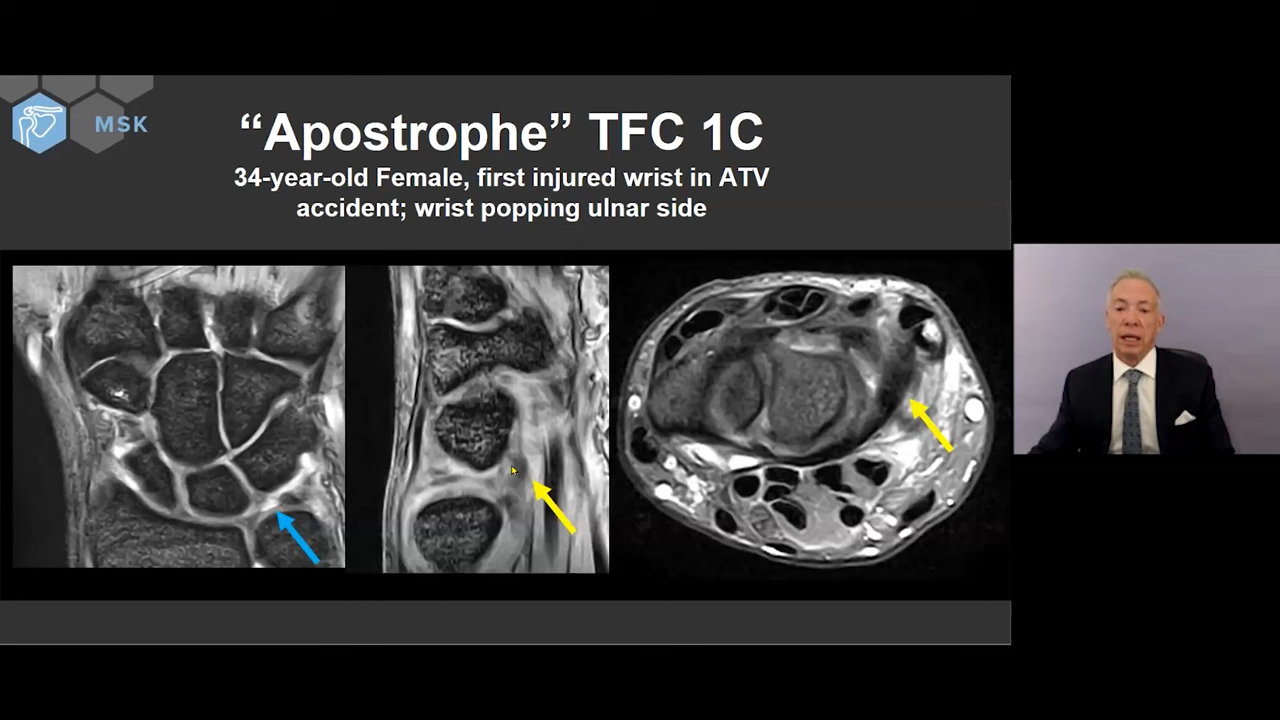 MSK
“Apostrophe” TFC 1C
34-year-old Female, first injured wrist in ATV
accident; wrist popping ulnar side